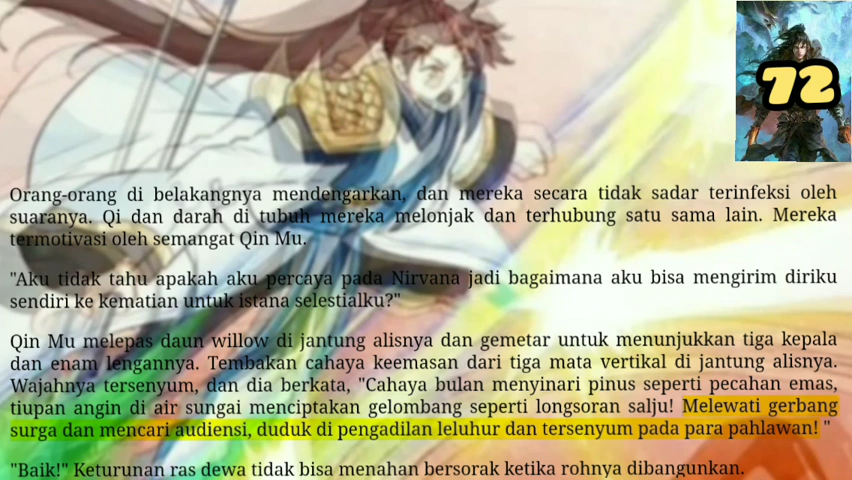 72
Orang-orang di belakangnya mendengarkan, dan mereka secara tidak sadar terinfeksi oleh
suaranya. Qi dan darah di tubuh mereka melonjak dan terhubung satu sama lain. Mereka
termotivasi oleh semangat Qin Mu.
"Aku tidak tahu apakah aku percaya pada Nirvana jadi bagaimana aku bisa mengirim diriku
sendiri ke kematian untuk istana selestialku?"
Qin Mu melepas daun willow di jantung alisnya dan gemetar untuk menunjukkan tiga kepala
dan enam lengannya. Tembakan cahaya keemasan dari tiga mata vertikal di jantung alisnya.
Wajahnya tersenyum, dan dia berkata, "Cahaya bulan menyinari pinus seperti pecahan emas,
tiupan angin di air sungai menciptakan gelombang seperti longsoran salju! Melewati gerbang
surga dan mencari audiensi, duduk di pengadilan leluhur dan tersenyum pada para pahlawan! "
"Baik!" Keturunan ras dewa tidak bisa menahan bersorak ketika rohnya dibangunkan.